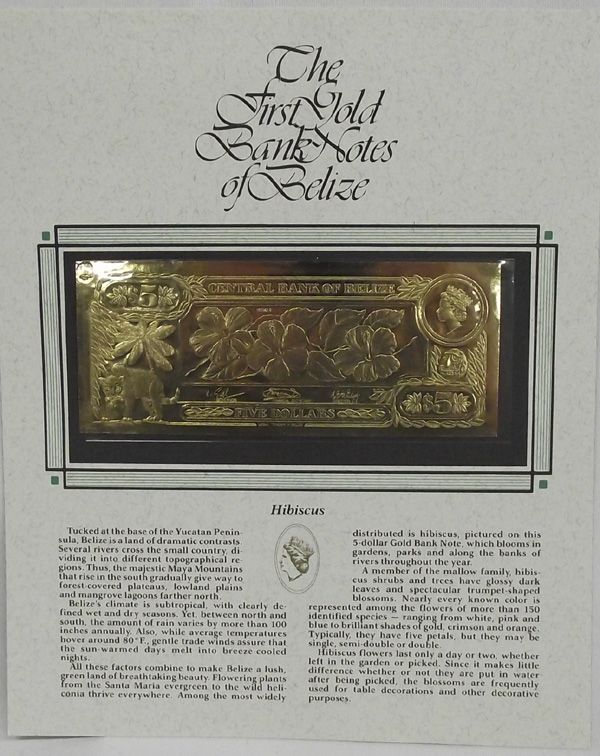 The
First Gold
Bank Notes
of Belize
$5
CENTRAL BANK OF BELIZE
FIVE DOLLARS
$5
Hibiscus
Tucked at the base of the Yucatan Penin-
sula, Belize is a land of dramatic contrasts.
Several rivers cross the small country, di-
viding it into different topographical re-
gions. Thus, the majestic Maya Mountains
that rise in the south gradually give way to
forest-covered plateaus, lowland plains
and mangrove lagoons farther north.
Belize's climate is subtropical, with clearly de-
fined wet and dry seasons. Yet, between north and
south, the amount of rain varies by more than 100
inches annually. Also, while average temperatures
hover around 80°F., gentle trade winds assure that
the sun-warmed days melt into breeze-cooled
nights.
All these factors combine to make Belize a lush,
green land of breathtaking beauty. Flowering plants
from the Santa Maria evergreen to the wild heli-
conia thrive everywhere. Among the most widely
distributed is hibiscus, pictured on this
5-dollar Gold Bank Note, which blooms in
gardens, parks and along the banks of
rivers throughout the year.
A member of the mallow family, hibis-
cus shrubs and trees have glossy dark
leaves and spectacular trumpet-shaped
blossoms. Nearly every known color is
represented among the flowers of more than 150
identified species — ranging from white, pink and
blue to brilliant shades of gold, crimson and orange.
Typically, they have five petals, but they may be
single, semi-double or double.
Hibiscus flowers last only a day or two, whether
left in the garden or picked. Since it makes little
difference whether or not they are put in water
after being picked, the blossoms are frequently
used for table decorations and other decorative
purposes.